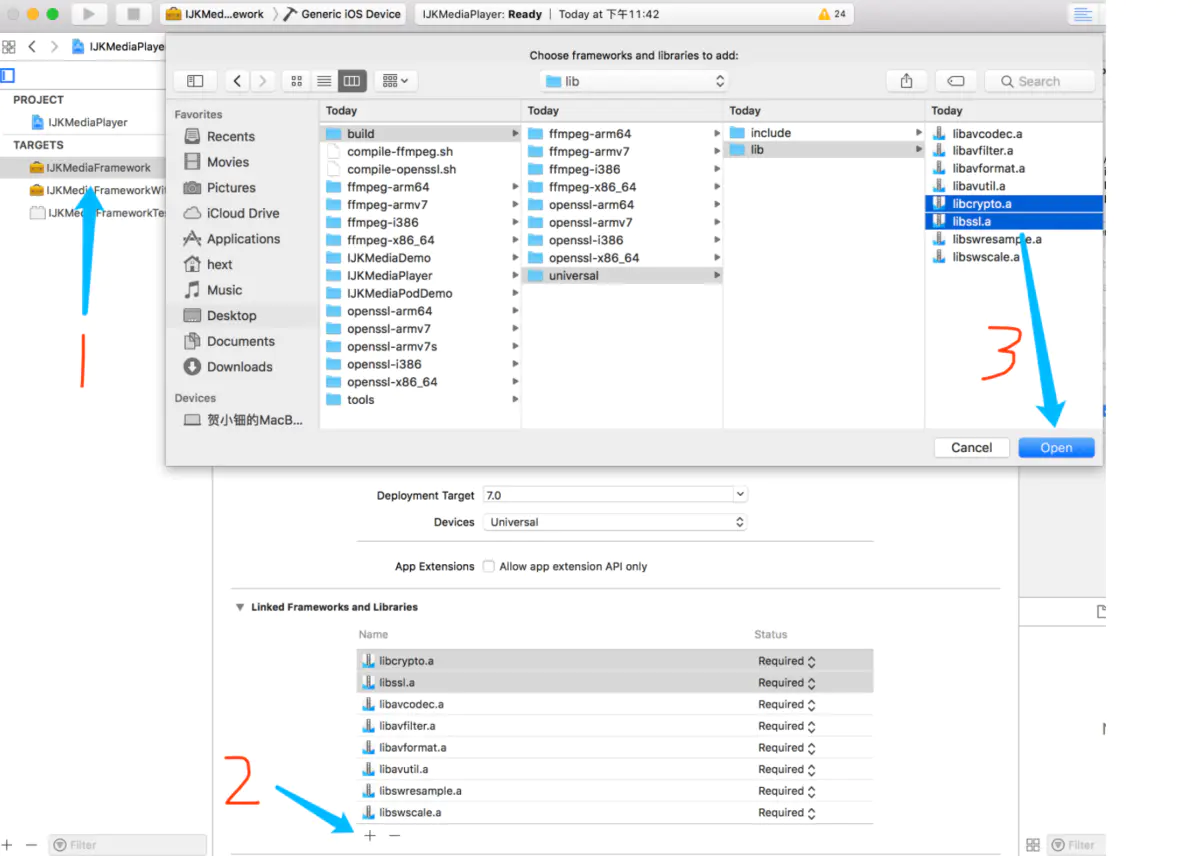 IJKMed...ework
Generic iOS Device
IJKMediaPlayer: Ready | Today at 下午11:42
24
IJKMediaPlaye
PROJECT
IJKMediaPlayer
TARGETS
IJKMediaFramework
IJKMediaFrameworkWit
IJKMediaFrameworkTes
Choose frameworks and libraries to add:
lib
Search
Favorites
Recents
Movies
Pictures
iCloud Drive
Applications
hext
Music
Desktop
Documents
Downloads
Devices
贺小钿的MacB...
Today
build
compile-ffmpeg.sh
compile-openssl.sh
ffmpeg-arm64
ffmpeg-armv7
ffmpeg-i386
ffmpeg-x86_64
IJKMediaDemo
IJKMediaPlayer
IJKMediaPodDemo
openssl-arm64
openssl-armv7
openssl-armv7s
openssl-i386
openssl-x86_64
tools
Today
ffmpeg-arm64
ffmpeg-armv7
ffmpeg-i386
ffmpeg-x86_64
openssl-arm64
openssl-armv7
openssl-i386
openssl-x86_64
universal
Today
include
lib
Today
libavcodec.a
libavfilter.a
libavformat.a
libavutil.a
libcrypto.a
libssl.a
libswresample.a
libswscale.a
1
3
Cancel
Open
Deployment Target 7.0
Devices Universal
App Extensions Allow app extension API only
Linked Frameworks and Libraries
Name Status
libcrypto.a Required
libssl.a Required
libavcodec.a Required
libavfilter.a Required
libavformat.a Required
libavutil.a Required
libswresample.a Required
libswscale.a Required
2
Filter
Filter